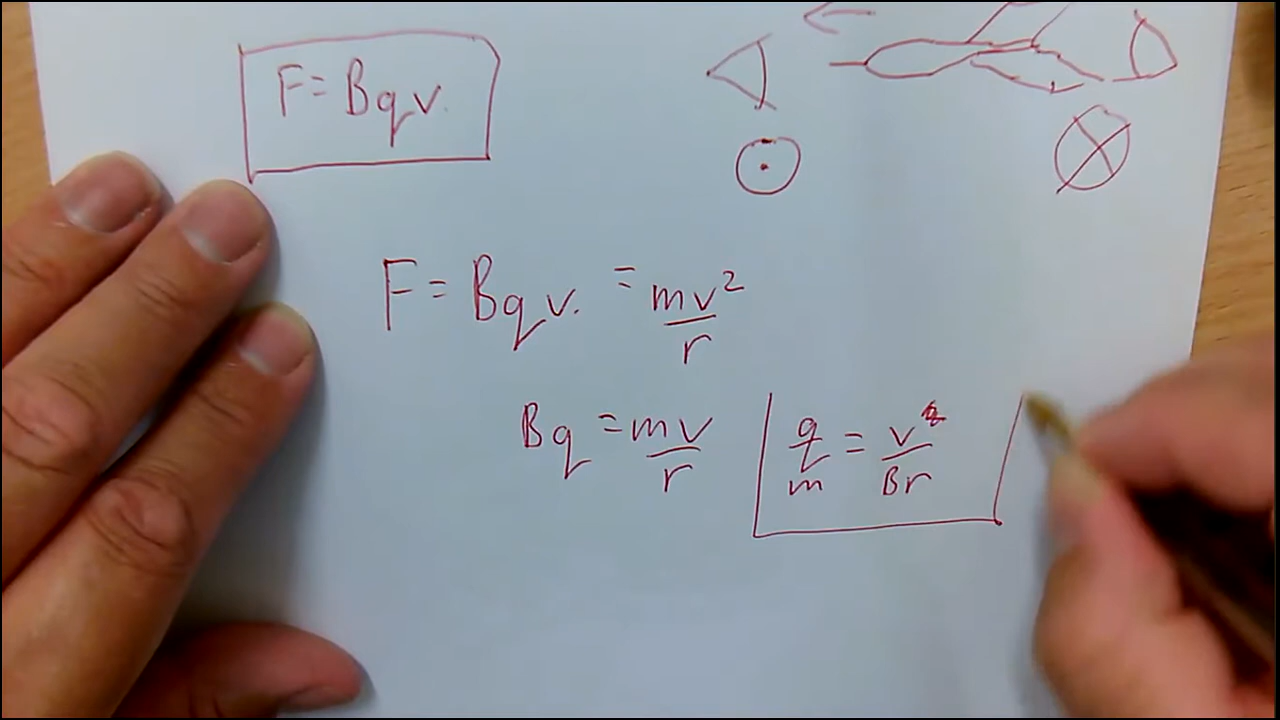 F = Bqv.
F = Bqv. = mv²/r
Bq = mv/r q/m = v/Br